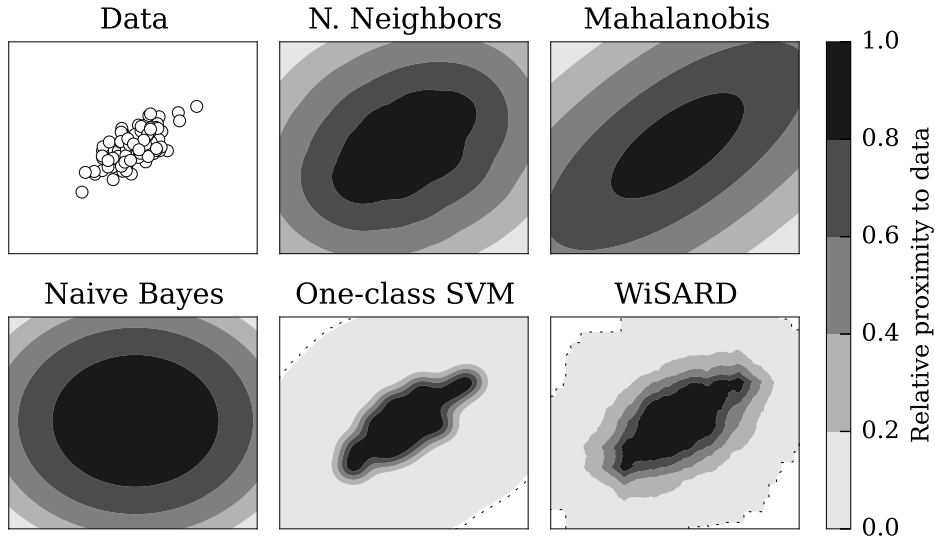 Data
N. Neighbors
Mahalanobis
Naive Bayes
One-class SVM
WiSARD
1.0
0.8
0.6
0.4
0.2
0.0
Relative proximity to data